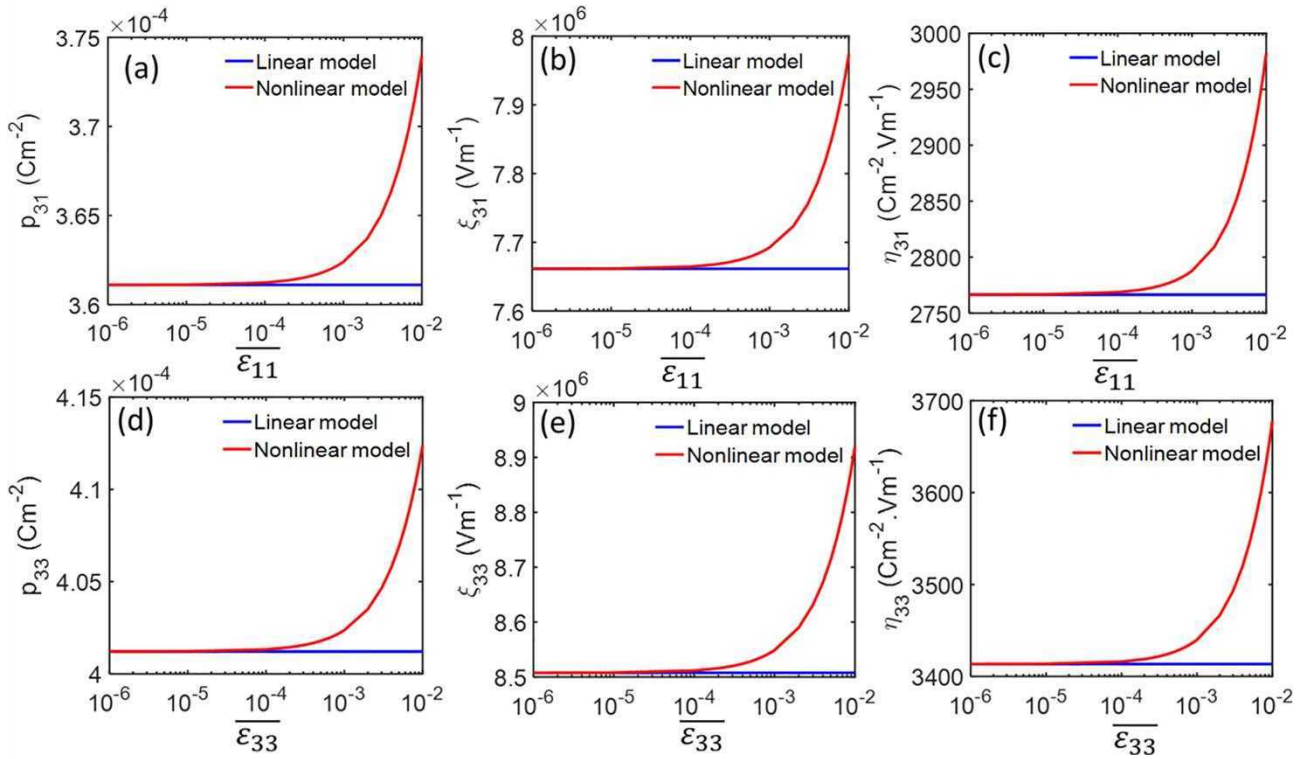 ×10⁻⁴
3.75
3.7
3.65
3.6
p₃₁ (Cm⁻²)
(a)
Linear model
Nonlinear model
10⁻⁶ 10⁻⁵ 10⁻⁴ 10⁻³ 10⁻²
ε₁₁
×10⁶
8
7.9
7.8
7.7
7.6
ξ₃₁ (Vm⁻¹)
(b)
Linear model
Nonlinear model
10⁻⁶ 10⁻⁵ 10⁻⁴ 10⁻³ 10⁻²
ε₁₁
3000
2950
2900
2850
2800
2750
η₃₁ (Cm⁻².Vm⁻¹)
(c)
Linear model
Nonlinear model
10⁻⁶ 10⁻⁵ 10⁻⁴ 10⁻³ 10⁻²
ε₁₁
×10⁻⁴
4.15
4.1
4.05
4
p₃₃ (Cm⁻²)
(d)
Linear model
Nonlinear model
10⁻⁶ 10⁻⁵ 10⁻⁴ 10⁻³ 10⁻²
ε₃₃
×10⁶
9
8.9
8.8
8.7
8.6
8.5
ξ₃₃ (Vm⁻¹)
(e)
Linear model
Nonlinear model
10⁻⁶ 10⁻⁵ 10⁻⁴ 10⁻³ 10⁻²
ε₃₃
3700
3600
3500
3400
η₃₃ (Cm⁻².Vm⁻¹)
(f)
Linear model
Nonlinear model
10⁻⁶ 10⁻⁵ 10⁻⁴ 10⁻³ 10⁻²
ε₃₃